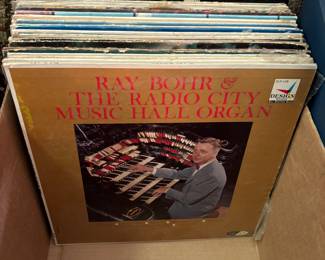 RAY BOHR &
THE RADIO CITY
MUSIC HALL ORGAN
DESIGN